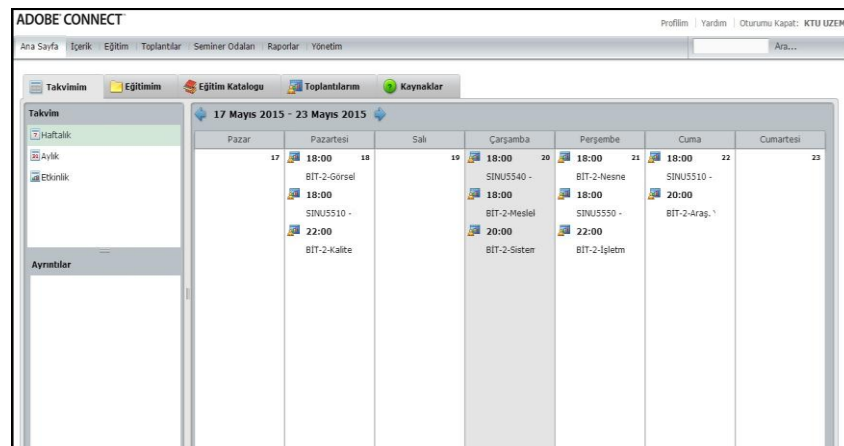 ADOBE CONNECT
Profilim Yardım Oturumu Kapat: KTU UZEM
Ana Sayfa İçerik Eğitim Toplantılar Seminer Odaları Raporlar Yönetim Ara...
Takvimim Eğitimim Eğitim Katalogu Toplantılarım Kaynaklar
Takvim
Haftalık
Aylık
Etkinlik
Ayrıntılar
17 Mayıs 2015 - 23 Mayıs 2015
Pazar Pazartesi Salı Çarşamba Perşembe Cuma Cumartesi
17 18:00 18 19 18:00 20 18:00 21 18:00 22 23
BİT-2-Görsel SINU5540 - BİT-2-Nesne SINU5510 -
18:00 18:00 18:00 20:00
SINU5510 - BİT-2-Meslel SINU5550 - BİT-2-Araş.
22:00 20:00 22:00
BİT-2-Kalite BİT-2-Sistem BİT-2-İşletm